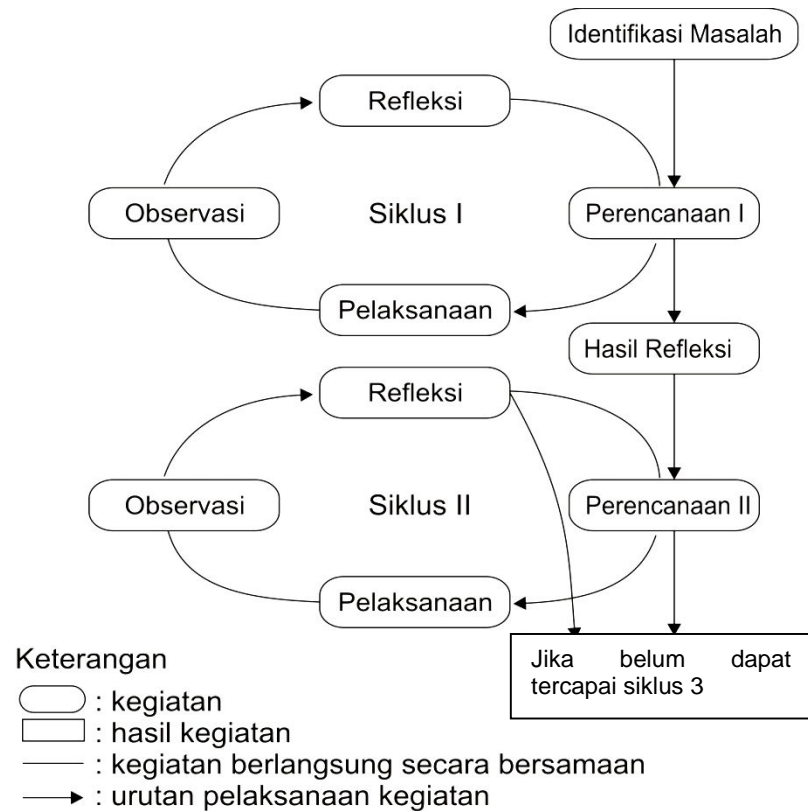 Identifikasi Masalah
Refleksi
Observasi
Siklus I
Perencanaan I
Pelaksanaan
Hasil Refleksi
Refleksi
Observasi
Siklus II
Perencanaan II
Pelaksanaan
Jika belum dapat
tercapai siklus 3
Keterangan
: kegiatan
: hasil kegiatan
: kegiatan berlangsung secara bersamaan
: urutan pelaksanaan kegiatan